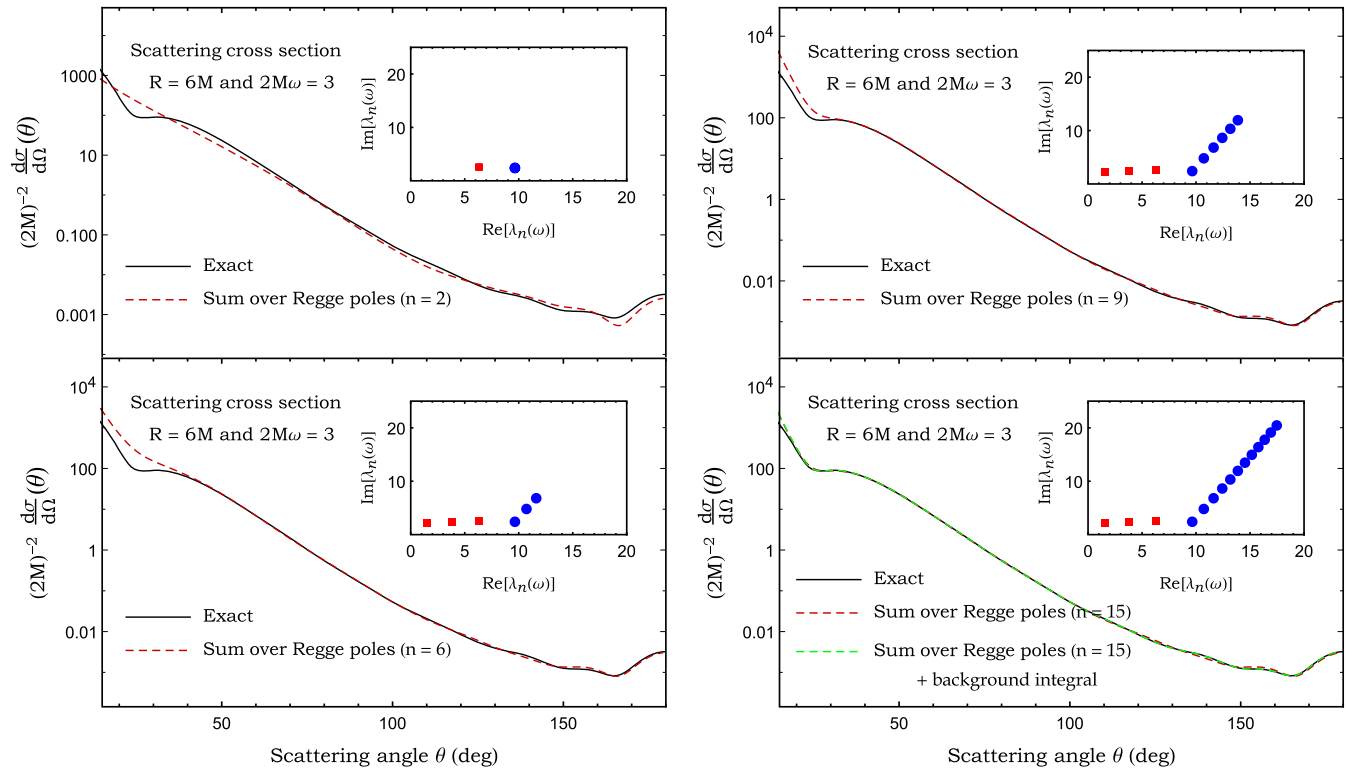 Scattering cross section
R = 6M and 2Mω = 3
(2M)⁻² dσ/dΩ (θ)
1000
10
0.100
0.001
Im[λₙ(ω)]
20
10
0 5 10 15 20
Re[λₙ(ω)]
Exact
Sum over Regge poles (n = 2)
Scattering cross section
R = 6M and 2Mω = 3
(2M)⁻² dσ/dΩ (θ)
10⁴
100
1
0.01
Im[λₙ(ω)]
20
10
0 5 10 15 20
Re[λₙ(ω)]
Exact
Sum over Regge poles (n = 9)
Scattering cross section
R = 6M and 2Mω = 3
(2M)⁻² dσ/dΩ (θ)
10⁴
100
1
0.01
Im[λₙ(ω)]
20
10
0 5 10 15 20
Re[λₙ(ω)]
Exact
Sum over Regge poles (n = 6)
50 100 150
Scattering angle θ (deg)
Scattering cross section
R = 6M and 2Mω = 3
(2M)⁻² dσ/dΩ (θ)
10⁴
100
1
0.01
Im[λₙ(ω)]
20
10
0 5 10 15 20
Re[λₙ(ω)]
Exact
Sum over Regge poles (n = 15)
Sum over Regge poles (n = 15)
+ background integral
50 100 150
Scattering angle θ (deg)